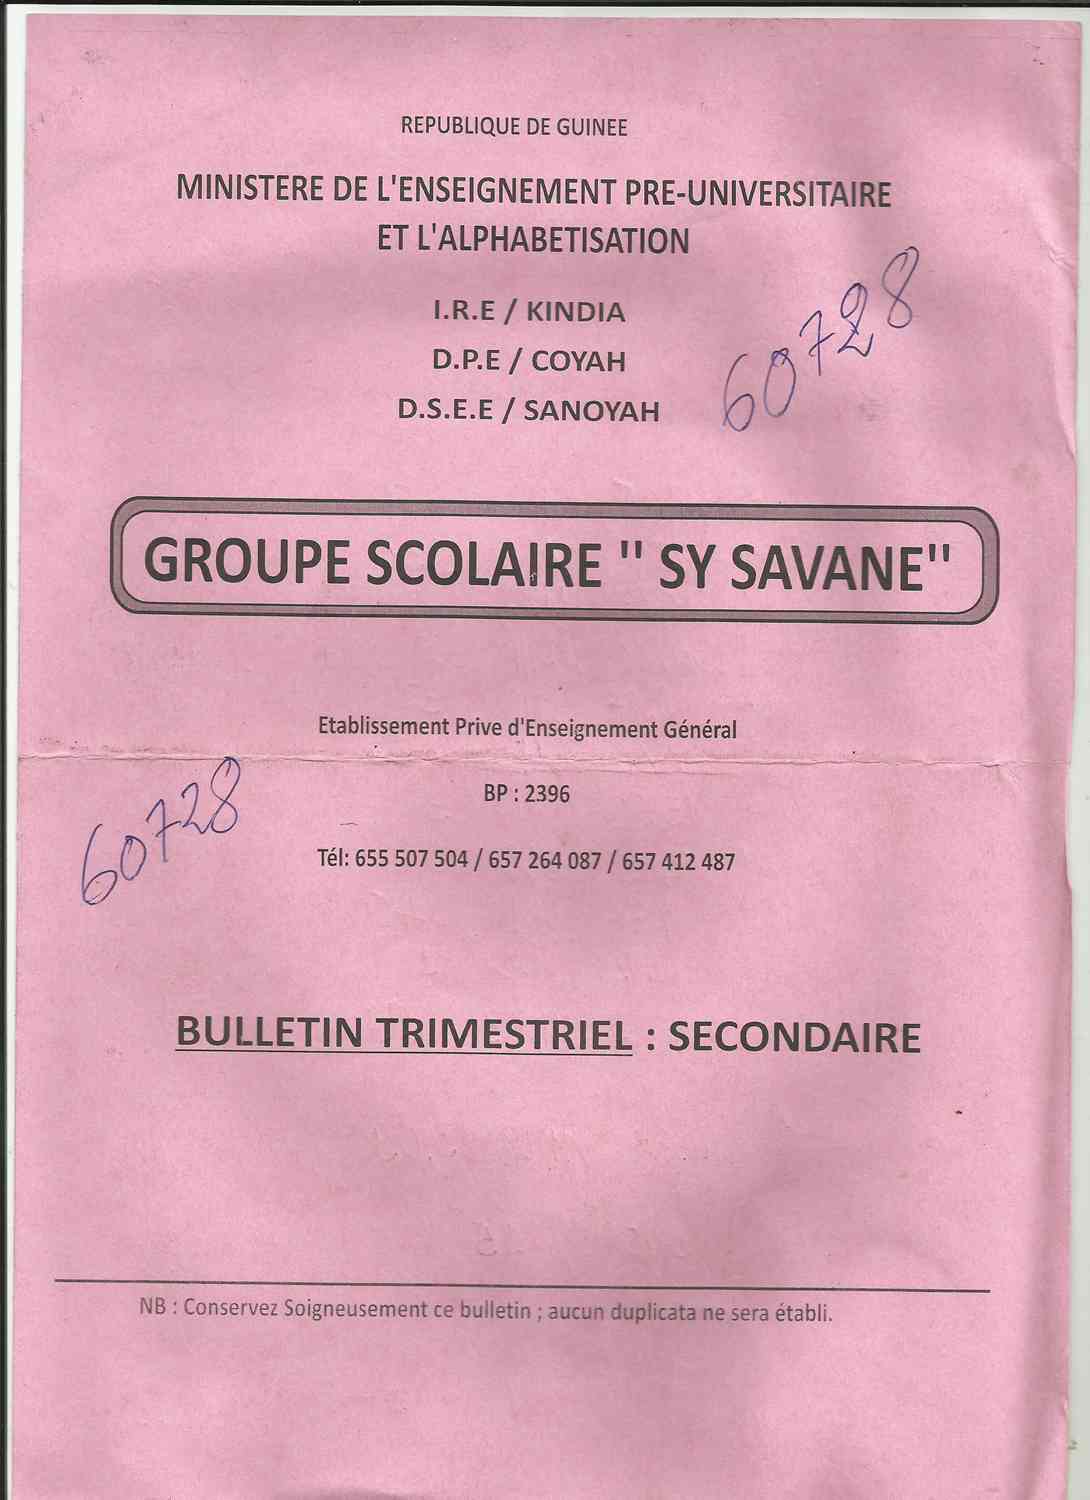 REPUBLIQUE DE GUINEE
MINISTERE DE L'ENSEIGNEMENT PRE-UNIVERSITAIRE
ET L'ALPHABETISATION
I.R.E / KINDIA
D.P.E / COYAH
D.S.E.E / SANOYAH
60728
GROUPE SCOLAIRE " SY SAVANE"
Etablissement Prive d'Enseignement Général
BP : 2396
60728
Tél: 655 507 504 / 657 264 087 / 657 412 487
BULLETIN TRIMESTRIEL : SECONDAIRE
NB : Conservez Soigneusement ce bulletin ; aucun duplicata ne sera établi.